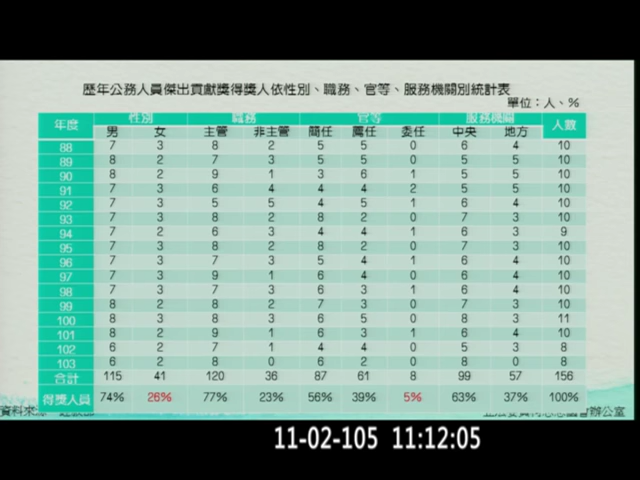 歷年公務人員傑出貢獻獎得獎人依性別、職務、官等、服務機關別統計表
單位：人、%
年度 性別 職務 官等 服務機關 人數
男 女 主管 非主管 簡任 薦任 委任 中央 地方
88 7 3 8 2 5 5 0 6 4 10
89 8 2 7 3 5 5 0 5 5 10
90 8 2 9 1 3 6 1 5 5 10
91 7 3 6 4 4 4 2 5 5 10
92 7 3 5 5 4 5 1 6 4 10
93 7 3 8 2 8 2 0 7 3 10
94 7 2 6 3 4 4 1 6 3 9
95 7 3 8 2 8 2 0 7 3 10
96 7 3 7 3 5 4 1 6 4 10
97 7 3 9 1 6 4 0 6 4 10
98 7 3 7 3 6 3 1 6 4 10
99 8 2 8 2 7 3 0 7 3 10
100 8 3 8 3 6 5 0 8 3 11
101 8 2 9 1 6 3 1 6 4 10
102 6 2 7 1 4 4 0 5 3 8
103 6 2 8 0 6 2 0 8 0 8
合計 115 41 120 36 87 61 8 99 57 156
得獎人員 74% 26% 77% 23% 56% 39% 5% 63% 37% 100%
資料來源
辦公室
11-02-105 11:12:05